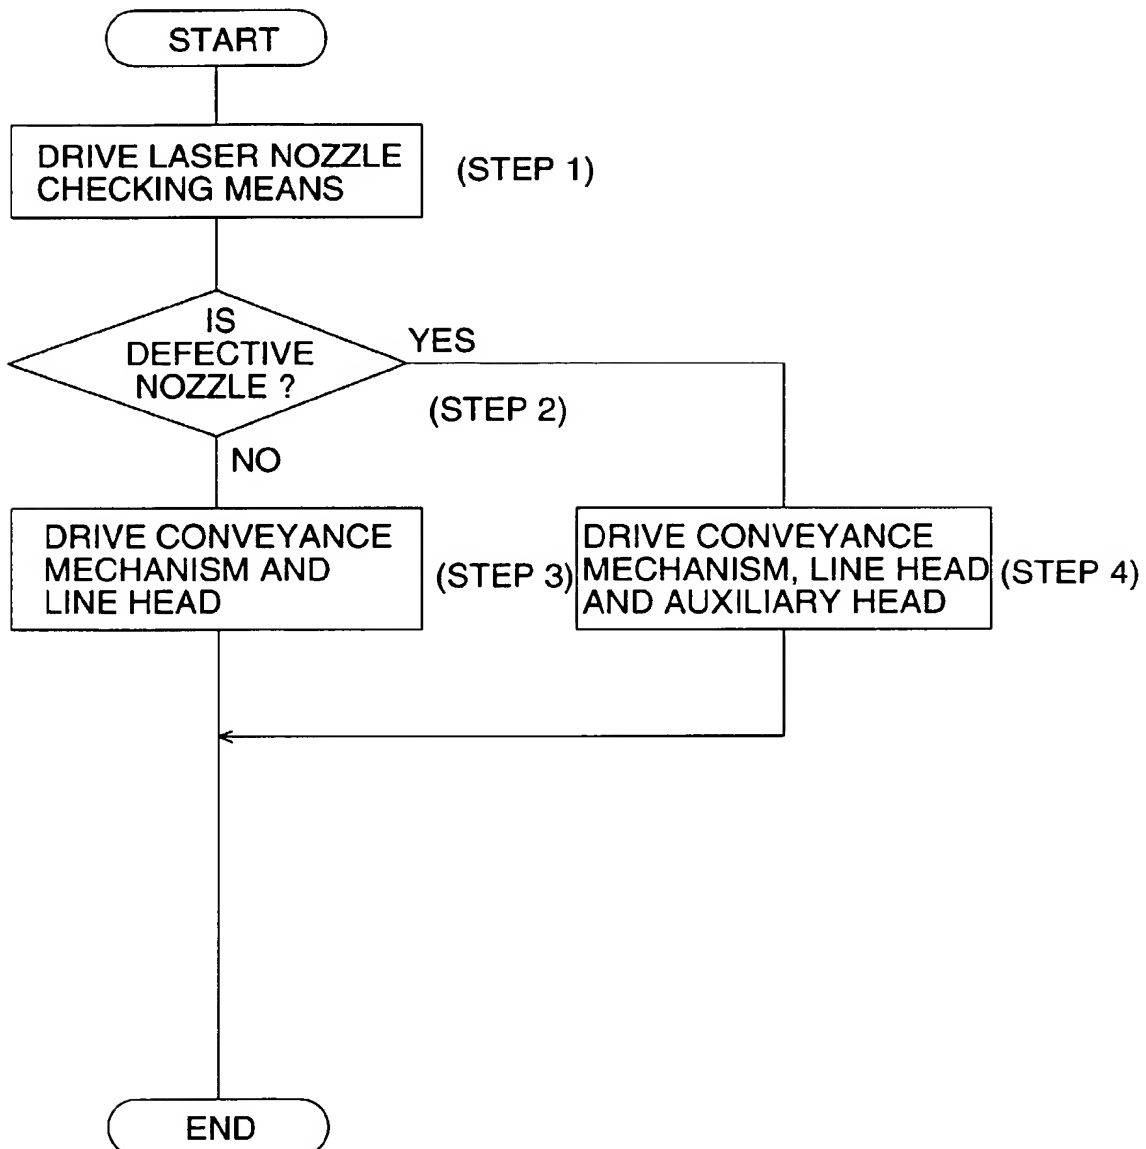 START
DRIVE LASER NOZZLE
CHECKING MEANS
(STEP 1)
IS
DEFECTIVE
NOZZLE ?
YES
(STEP 2)
NO
DRIVE CONVEYANCE
MECHANISM AND
LINE HEAD
(STEP 3)
DRIVE CONVEYANCE
MECHANISM, LINE HEAD
AND AUXILIARY HEAD
(STEP 4)
END